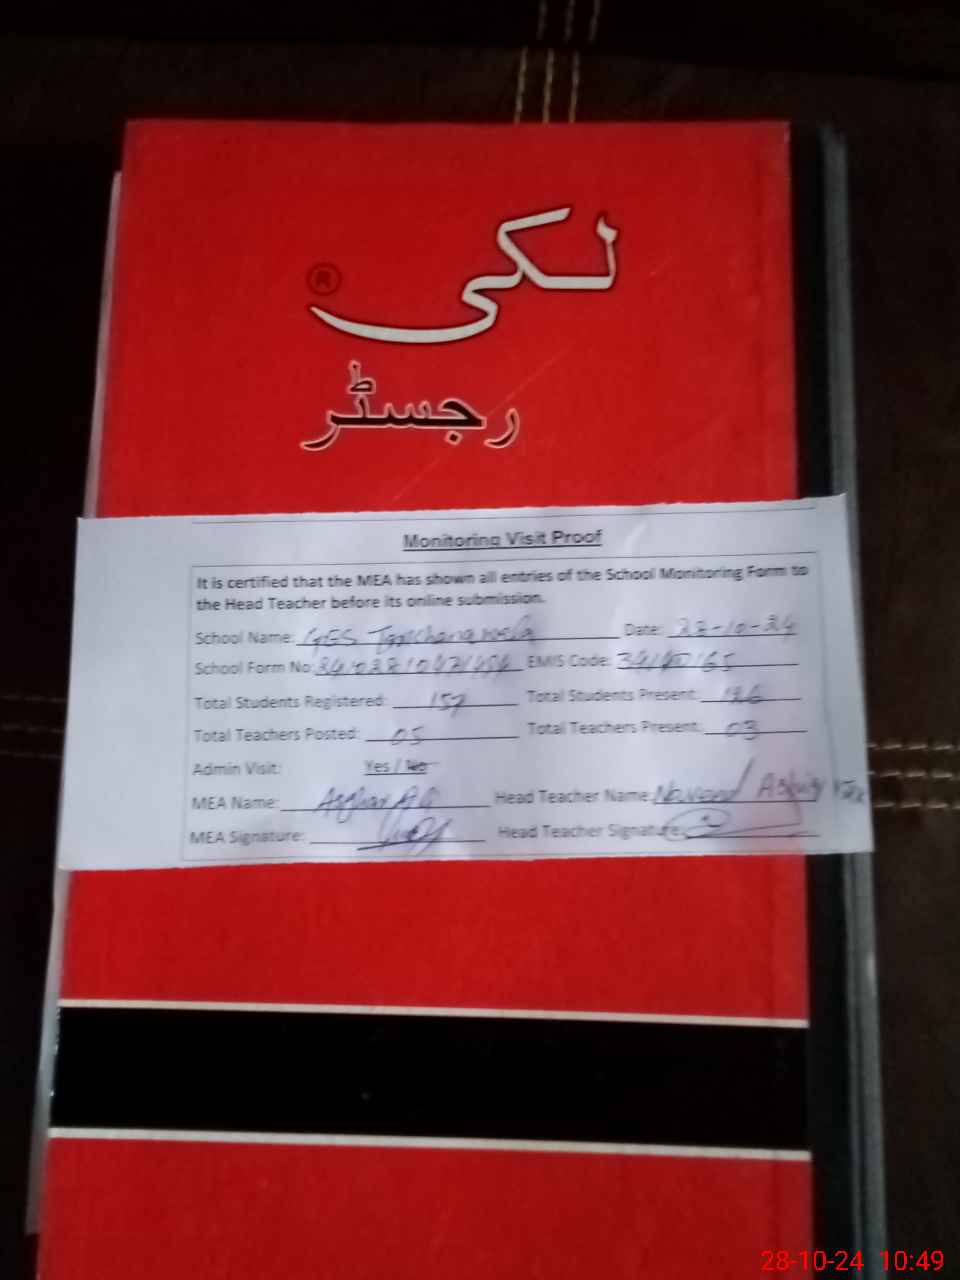 لکی
®
رجسٹر
Monitoring Visit Proof
It is certified that the MEA has shown all entries of the School Monitoring Form to
the Head Teacher before its online submission.
School Name: GES Date: 28-10-24
School Form No: EMIS Code:
Total Students Registered: 157 Total Students Present: 126
Total Teachers Posted: 05 Total Teachers Present: 03
Admin Visit: Yes / No
MEA Name: Asghar Ali Head Teacher Name:
MEA Signature: Head Teacher Signature:
28-10-24 10:49